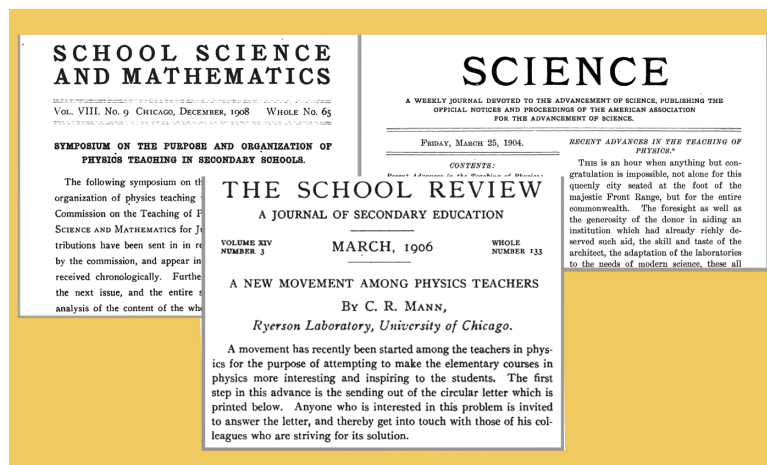 SCHOOL SCIENCE
AND MATHEMATICS
VOL. VIII. No. 9 CHICAGO, DECEMBER, 1908 WHOLE No. 65
SYMPOSIUM ON THE PURPOSE AND ORGANIZATION OF
PHYSICS TEACHING IN SECONDARY SCHOOLS.
The following symposium on th
organization of physics teaching
Commission on the Teaching of P
SCIENCE AND MATHEMATICS for Ju
tributions have been sent in in re
by the commission, and appear in
received chronologically. Furthe
the next issue, and the entire s
analysis of the content of the who
SCIENCE
A WEEKLY JOURNAL DEVOTED TO THE ADVANCEMENT OF SCIENCE, PUBLISHING THE
OFFICIAL NOTICES AND PROCEEDINGS OF THE AMERICAN ASSOCIATION
FOR THE ADVANCEMENT OF SCIENCE.
FRIDAY, MARCH 25, 1904.
CONTENTS:
RECENT ADVANCES IN THE TEACHING OF
PHYSICS.*
THIS is an hour when anything but con-
gratulation is impossible, not alone for this
queenly city seated at the foot of the
majestic Front Range, but for the entire
commonwealth. The foresight as well as
the generosity of the donor in aiding an
institution which had already richly de-
served such aid, the skill and taste of the
architect, the adaptation of the laboratories
to the needs of modern science, these all
THE SCHOOL REVIEW
A JOURNAL OF SECONDARY EDUCATION
VOLUME XIV
NUMBER 3
MARCH, 1906
WHOLE
NUMBER 133
A NEW MOVEMENT AMONG PHYSICS TEACHERS
BY C. R. MANN,
Ryerson Laboratory, University of Chicago.
A movement has recently been started among the teachers in phys-
ics for the purpose of attempting to make the elementary courses in
physics more interesting and inspiring to the students. The first
step in this advance is the sending out of the circular letter which is
printed below. Anyone who is interested in this problem is invited
to answer the letter, and thereby get into touch with those of his col-
leagues who are striving for its solution.